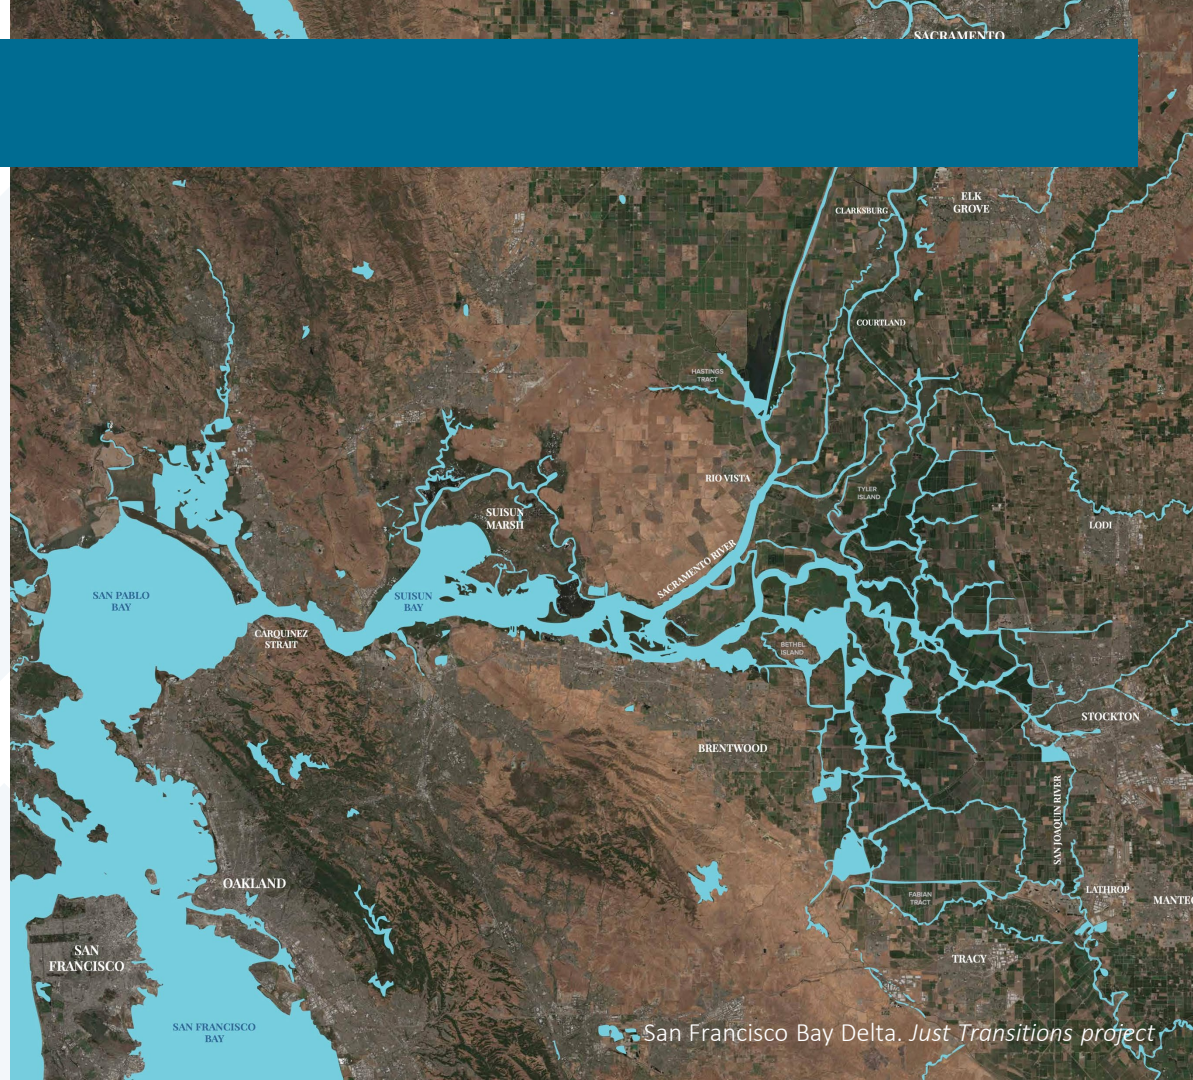 SACRAMENTO
ELK
GROVE
CLARKSBURG
COURTLAND
HASTINGS
TRACT
RIO VISTA
TYLER
ISLAND
SUISUN
MARSH
LODI
SACRAMENTO RIVER
SAN PABLO
BAY
SUISUN
BAY
CARQUINEZ
STRAIT
BETHEL
ISLAND
STOCKTON
BRENTWOOD
SAN JOAQUIN RIVER
OAKLAND
LATHROP
FABIAN
TRACT
MANTEC
SAN
FRANCISCO
TRACY
SAN FRANCISCO
BAY
San Francisco Bay Delta. Just Transitions project